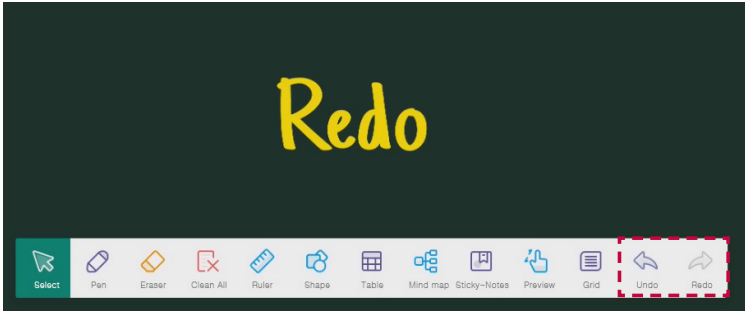 Redo
Select Pen Eraser Clean All Ruler Shape Table Mind map Sticky-Notes Preview Grid Undo Redo